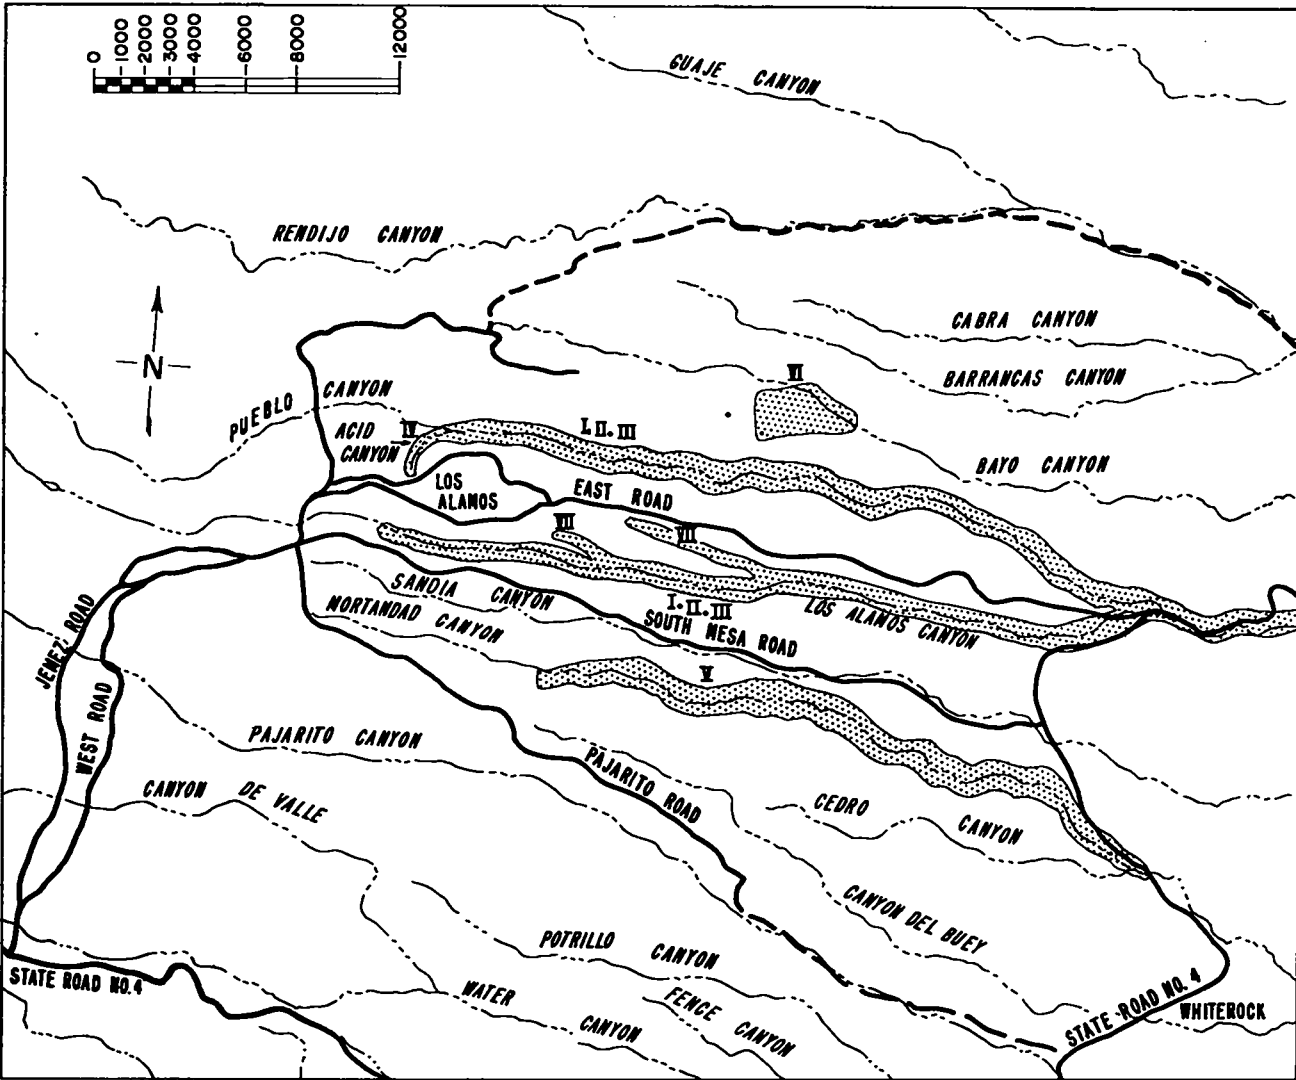 0 1000 2000 3000 4000 6000 8000 12000
GUAJE CANYON
RENDIJO CANYON
N
CABRA CANYON
BARRANCAS CANYON
VI
PUEBLO CANYON
ACID
CANYON
IV
I. II. III
BAYO CANYON
LOS
ALAMOS
EAST ROAD
VII
VII
SANDIA CANYON
I. II. III
LOS ALAMOS CANYON
MORTANDAD CANYON
SOUTH MESA ROAD
JEMEZ ROAD
V
WEST ROAD
PAJARITO CANYON
PAJARITO ROAD
CANYON DE VALLE
CEDRO CANYON
CANYON DEL BUEY
POTRILLO CANYON
STATE ROAD NO. 4
WATER CANYON
FENCE CANYON
STATE ROAD NO. 4
WHITEROCK